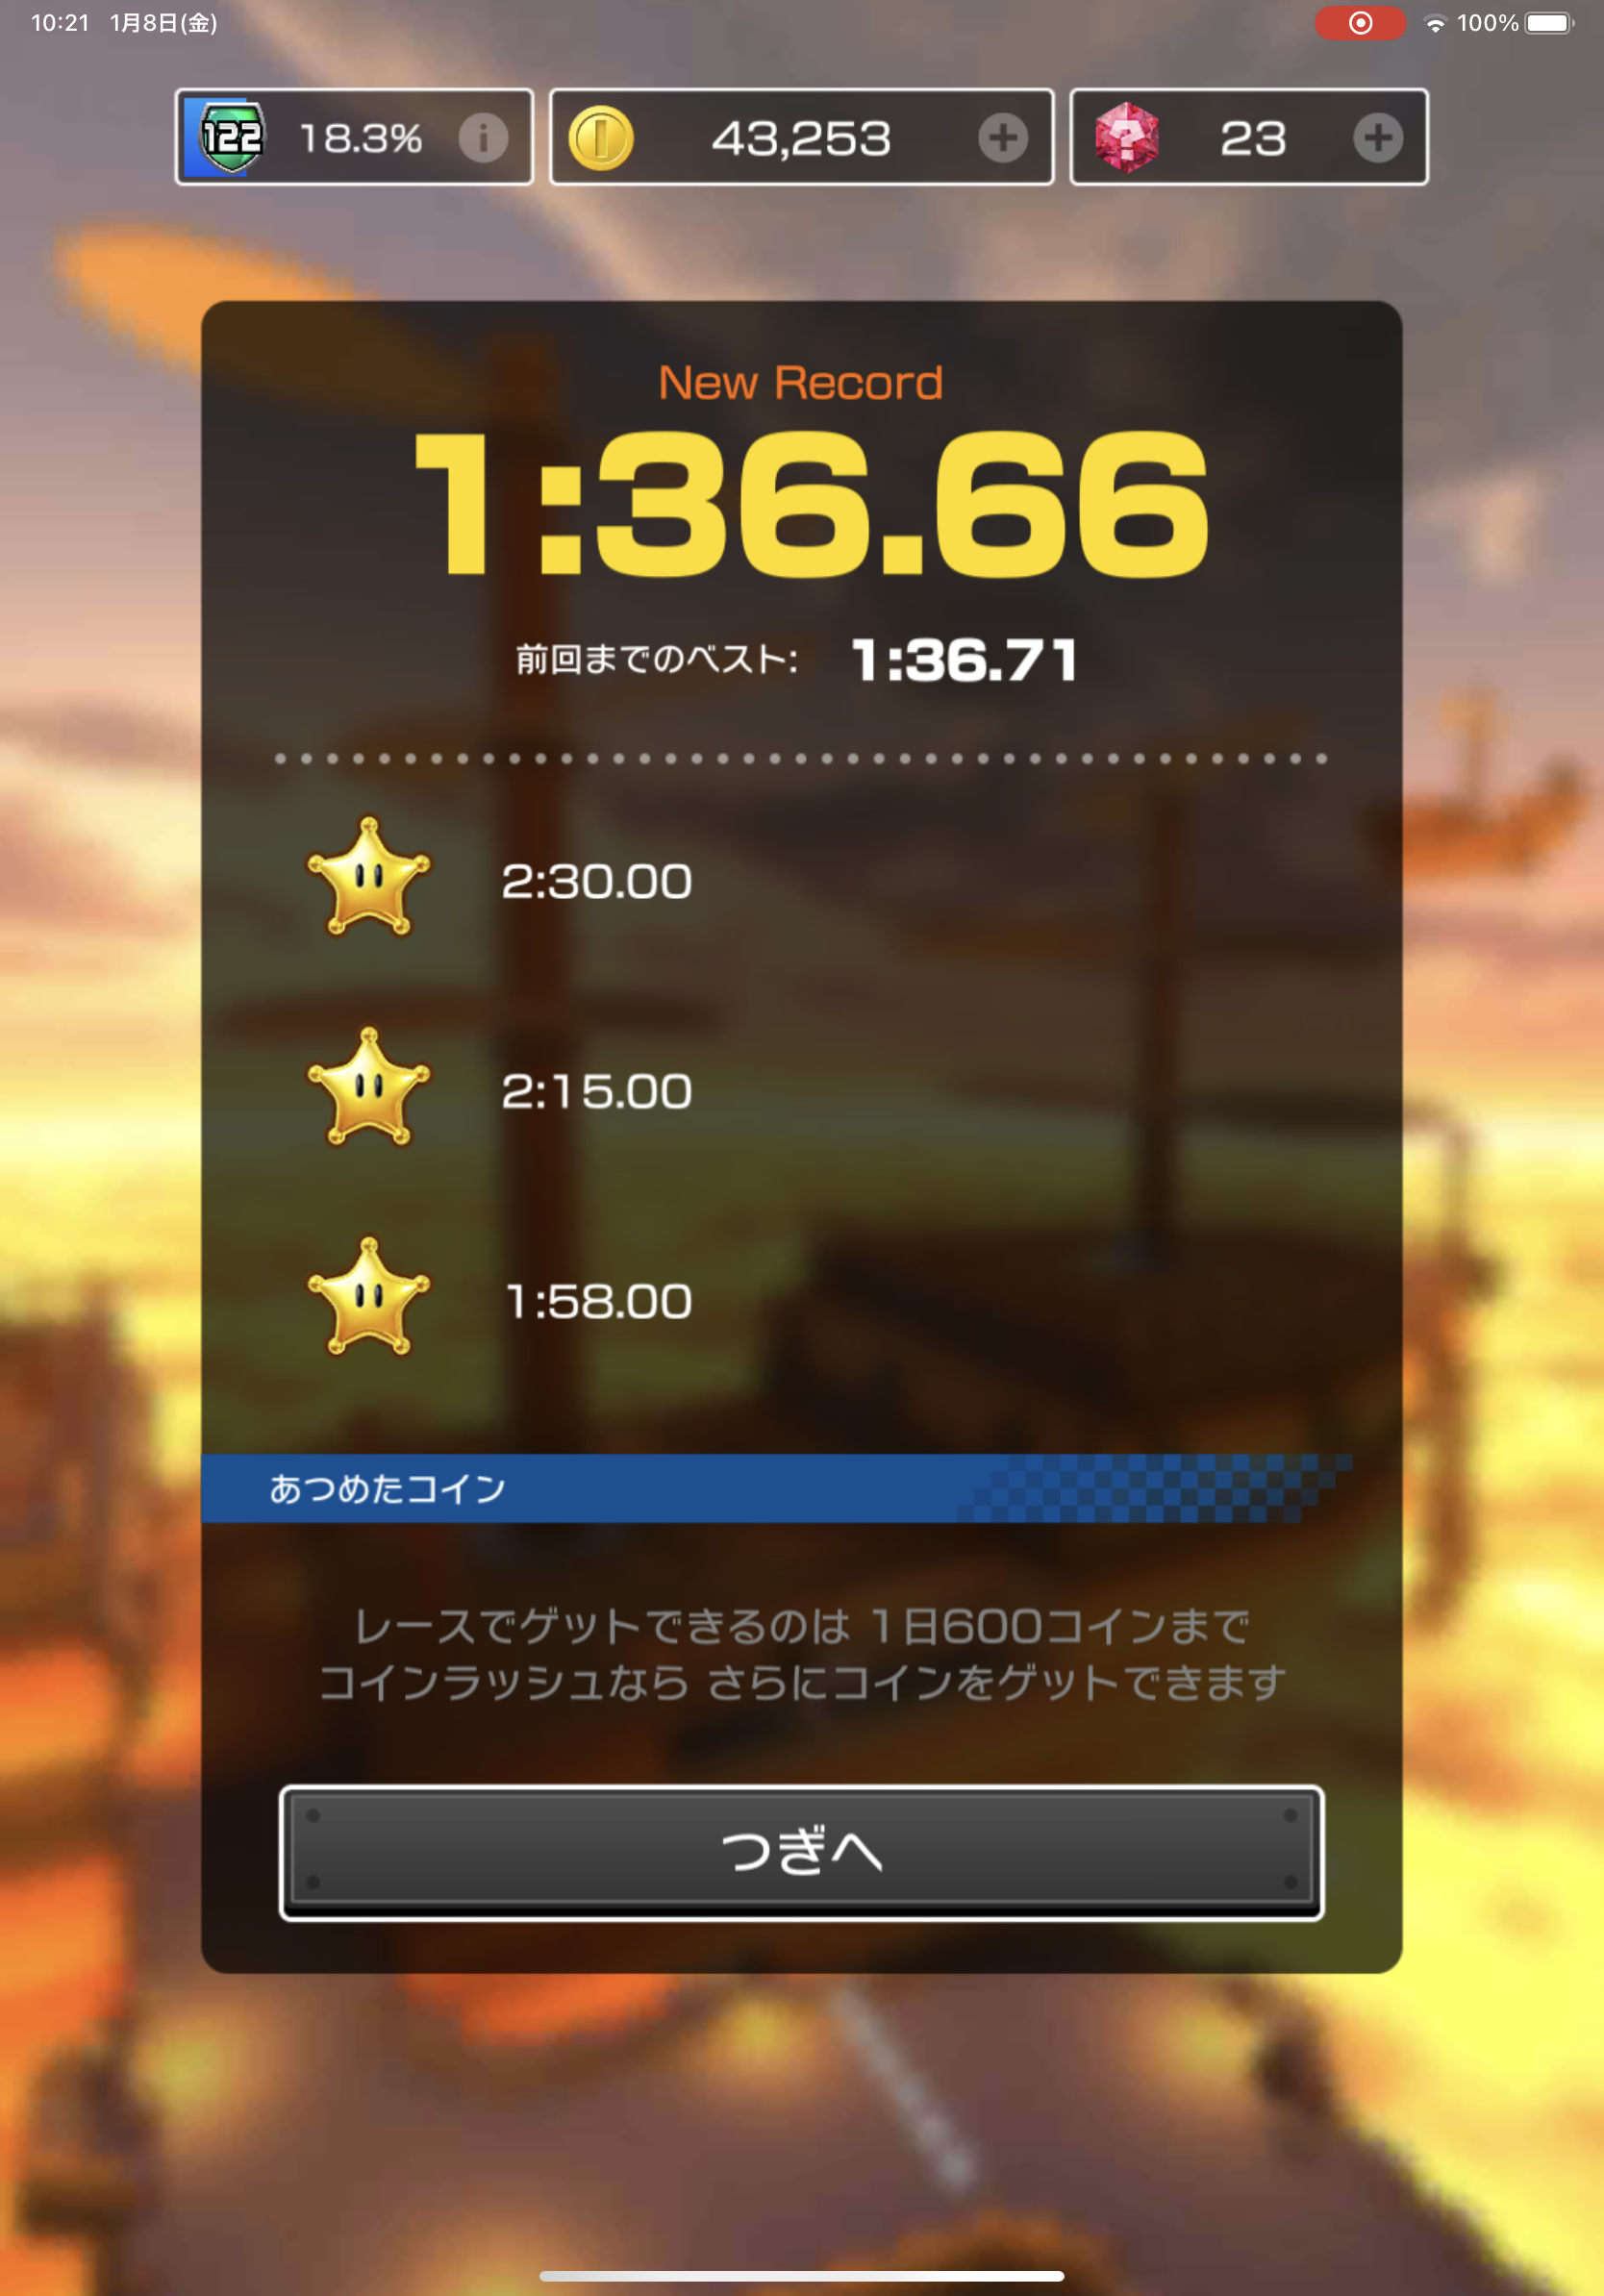 10:21 1月8日(金)
100%
122 18.3% 43,253 23
New Record
1:36.66
前回までのベスト: 1:36.71
2:30.00
2:15.00
1:58.00
あつめたコイン
レースでゲットできるのは 1日600コインまで
コインラッシュなら さらにコインをゲットできます
つぎへ